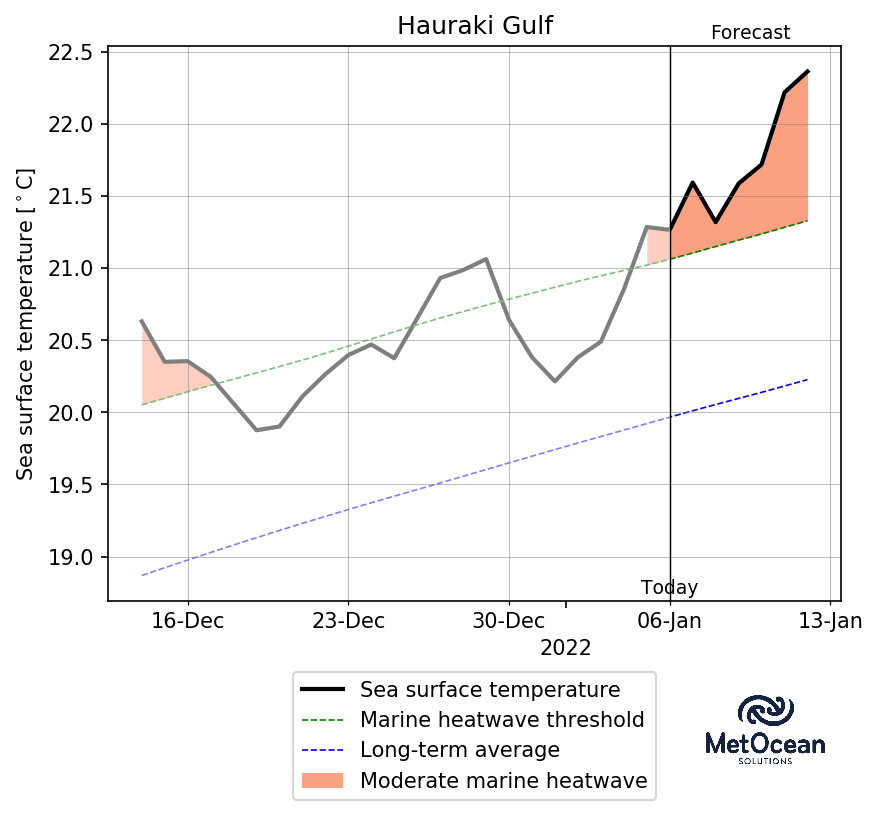 Hauraki Gulf
Forecast
Sea surface temperature [°C]
22.5
22.0
21.5
21.0
20.5
20.0
19.5
19.0
Today
16-Dec 23-Dec 30-Dec 06-Jan 13-Jan
2022
Sea surface temperature
Marine heatwave threshold
Long-term average
Moderate marine heatwave
MetOcean
SOLUTIONS